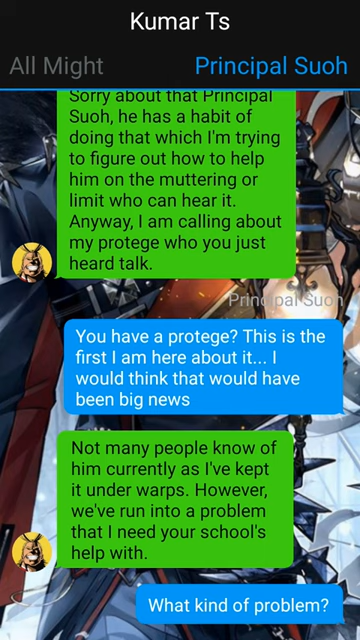 Kumar Ts
All Might
Principal Suoh
Sorry about that Principal
Suoh, he has a habit of
doing that which I'm trying
to figure out how to help
him on the muttering or
limit who can hear it.
Anyway, I am calling about
my protege who you just
heard talk.
Principal Suoh
You have a protege? This is the
first I am here about it... I
would think that would have
been big news
Not many people know of
him currently as I've kept
it under warps. However,
we've run into a problem
that I need your school's
help with.
What kind of problem?